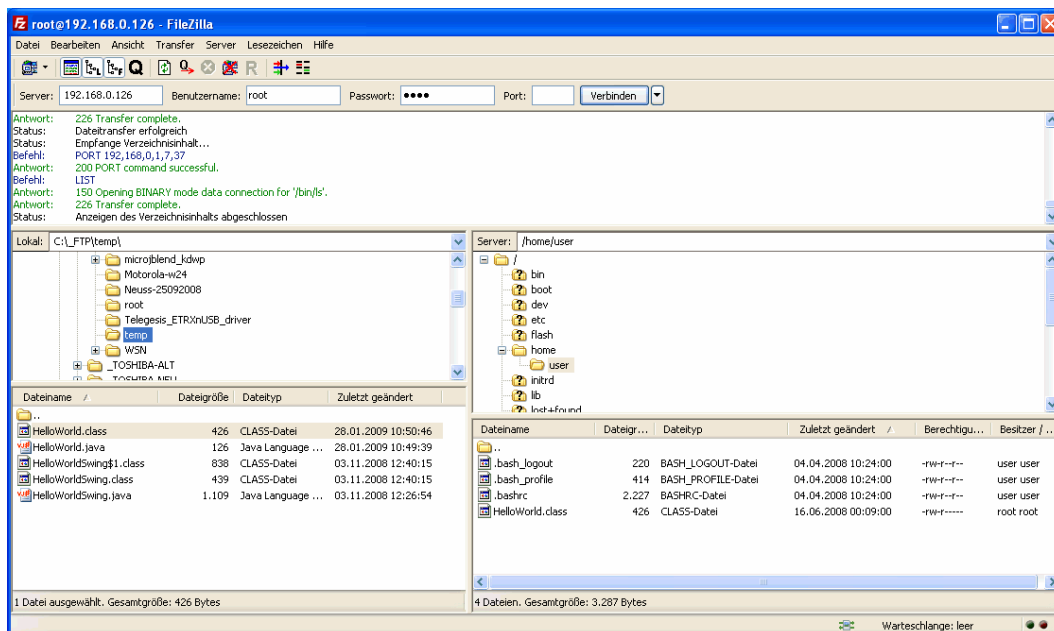 root@192.168.0.126 - FileZilla
Datei Bearbeiten Ansicht Transfer Server Lesezeichen Hilfe
Server: 192.168.0.126 Benutzername: root Passwort: ●●●● Port: Verbinden
Antwort: 226 Transfer complete.
Status: Dateitransfer erfolgreich
Status: Empfange Verzeichnisinhalt...
Befehl: PORT 192,168,0,1,7,37
Antwort: 200 PORT command successful.
Befehl: LIST
Antwort: 150 Opening BINARY mode data connection for '/bin/ls'.
Antwort: 226 Transfer complete.
Status: Anzeigen des Verzeichnisinhalts abgeschlossen
Lokal: C:\_FTP\temp\
microjblend_kdwp
Motorola-w24
Neuss-25092008
root
Telegesis_ETRXnUSB_driver
temp
WSN
_TOSHIBA-ALT
_TOSHIBA-NEU
Dateiname Dateigröße Dateityp Zuletzt geändert
..
HelloWorld.class 426 CLASS-Datei 28.01.2009 10:50:46
HelloWorld.java 126 Java Language ... 28.01.2009 10:49:39
HelloWorldSwing$1.class 838 CLASS-Datei 03.11.2008 12:40:15
HelloWorldSwing.class 439 CLASS-Datei 03.11.2008 12:40:15
HelloWorldSwing.java 1.109 Java Language ... 03.11.2008 12:26:54
1 Datei ausgewählt. Gesamtgröße: 426 Bytes
Server: /home/user
/
bin
boot
dev
etc
flash
home
user
initrd
lib
lost+found
Dateiname Dateigr... Dateityp Zuletzt geändert Berechtigu... Besitzer / ...
..
.bash_logout 220 BASH_LOGOUT-Datei 04.04.2008 10:24:00 -rw-r--r-- user user
.bash_profile 414 BASH_PROFILE-Datei 04.04.2008 10:24:00 -rw-r--r-- user user
.bashrc 2.227 BASHRC-Datei 04.04.2008 10:24:00 -rw-r--r-- user user
HelloWorld.class 426 CLASS-Datei 16.06.2008 00:09:00 -rw-r----- root root
4 Dateien. Gesamtgröße: 3.287 Bytes
Warteschlange: leer